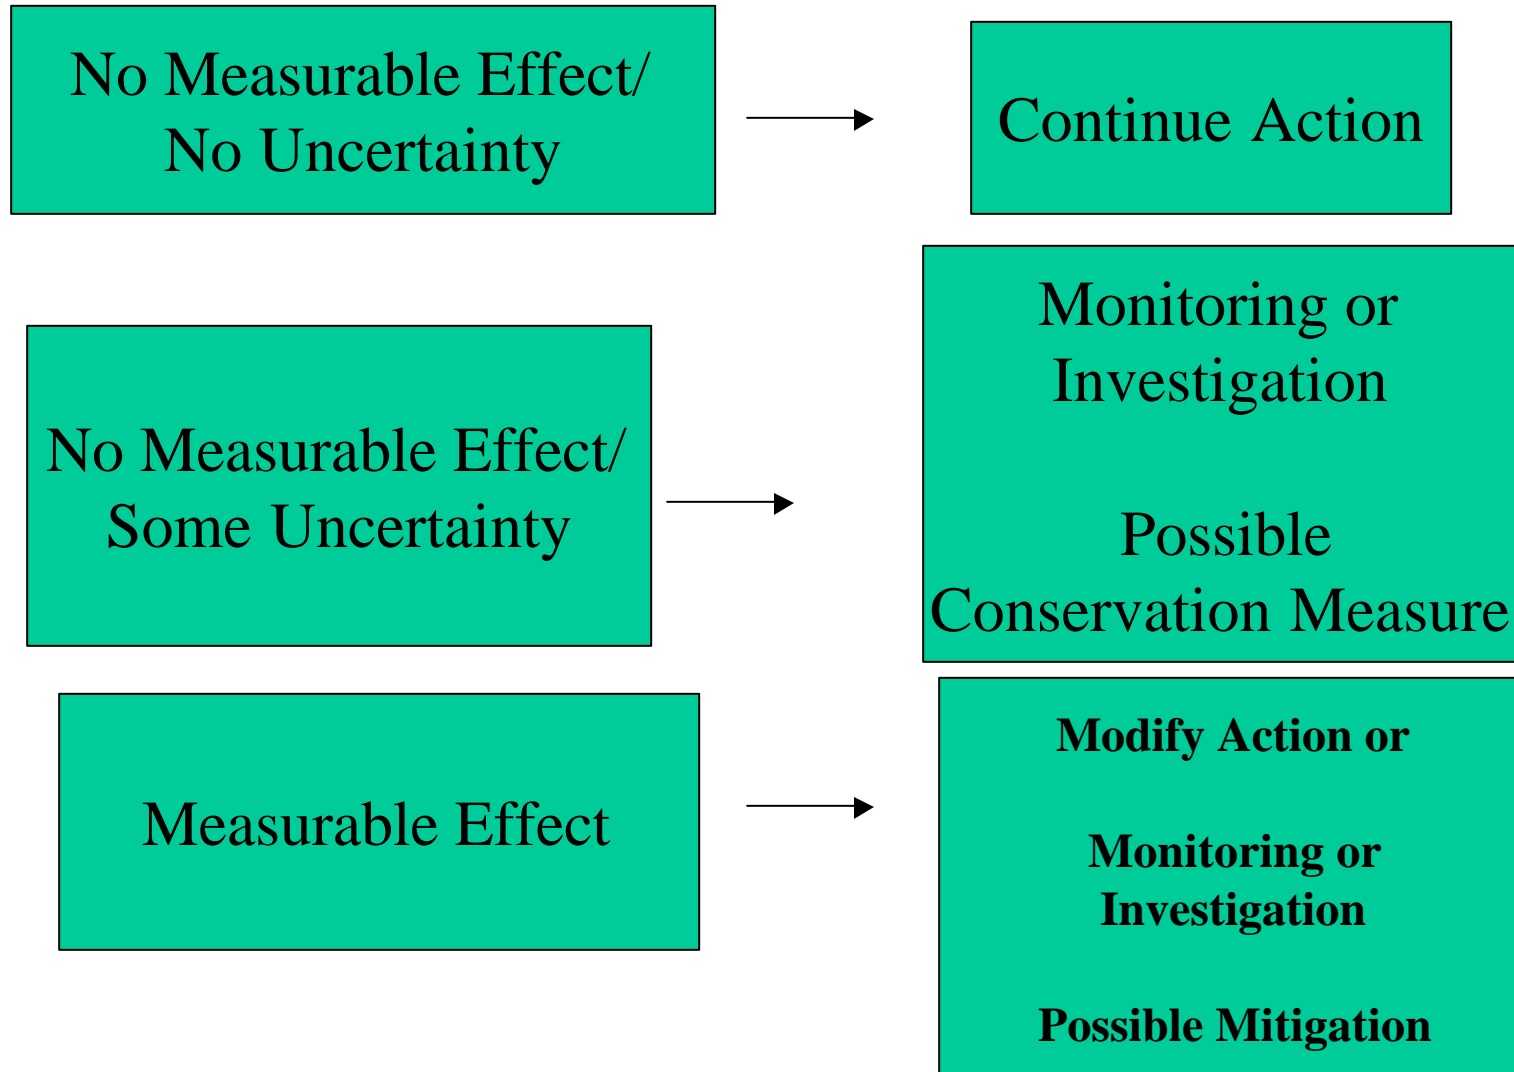 No Measurable Effect/
No Uncertainty
Continue Action
No Measurable Effect/
Some Uncertainty
Monitoring or
Investigation
Possible
Conservation Measure
Measurable Effect
Modify Action or
Monitoring or
Investigation
Possible Mitigation